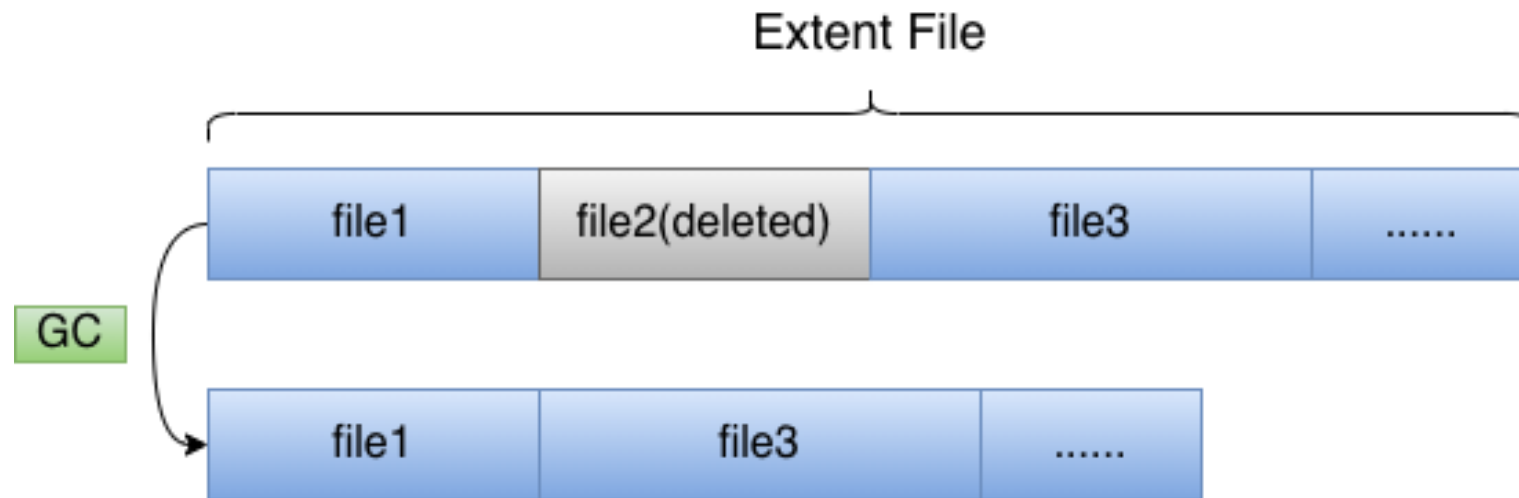 Extent File
file1
file2(deleted)
file3
......
GC
file1
file3
......